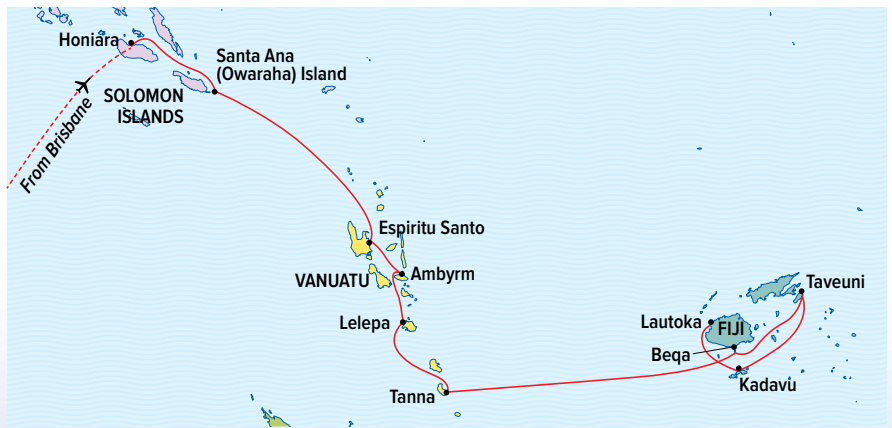 Honiara
Santa Ana
(Owaraha) Island
SOLOMON
ISLANDS
From Brisbane
Espiritu Santo
VANUATU
Ambyrm
Lelepa
Tanna
Taveuni
Lautoka
FIJI
Beqa
Kadavu